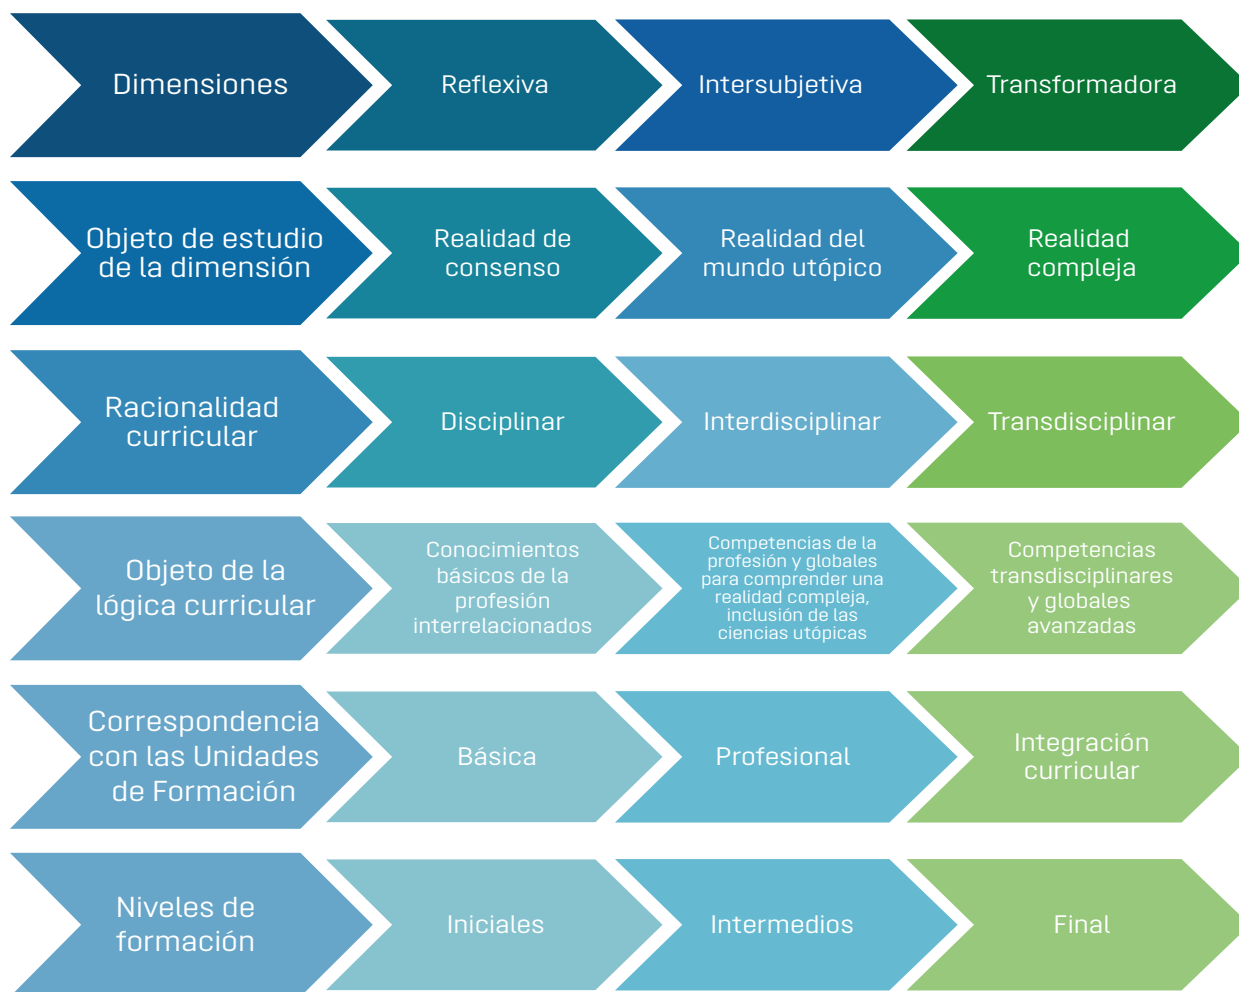 Dimensiones
Reflexiva
Intersubjetiva
Transformadora
Objeto de estudio
de la dimensión
Realidad de
consenso
Realidad del
mundo utópico
Realidad
compleja
Racionalidad
curricular
Disciplinar
Interdisciplinar
Transdisciplinar
Objeto de la
lógica curricular
Conocimientos
básicos de la
profesión
interrelacionados
Competencias de la
profesión y globales
para comprender una
realidad compleja,
inclusión de las
ciencias utópicas
Competencias
transdisciplinares
y globales
avanzadas
Correspondencia
con las Unidades
de Formación
Básica
Profesional
Integración
curricular
Niveles de
formación
Iniciales
Intermedios
Final